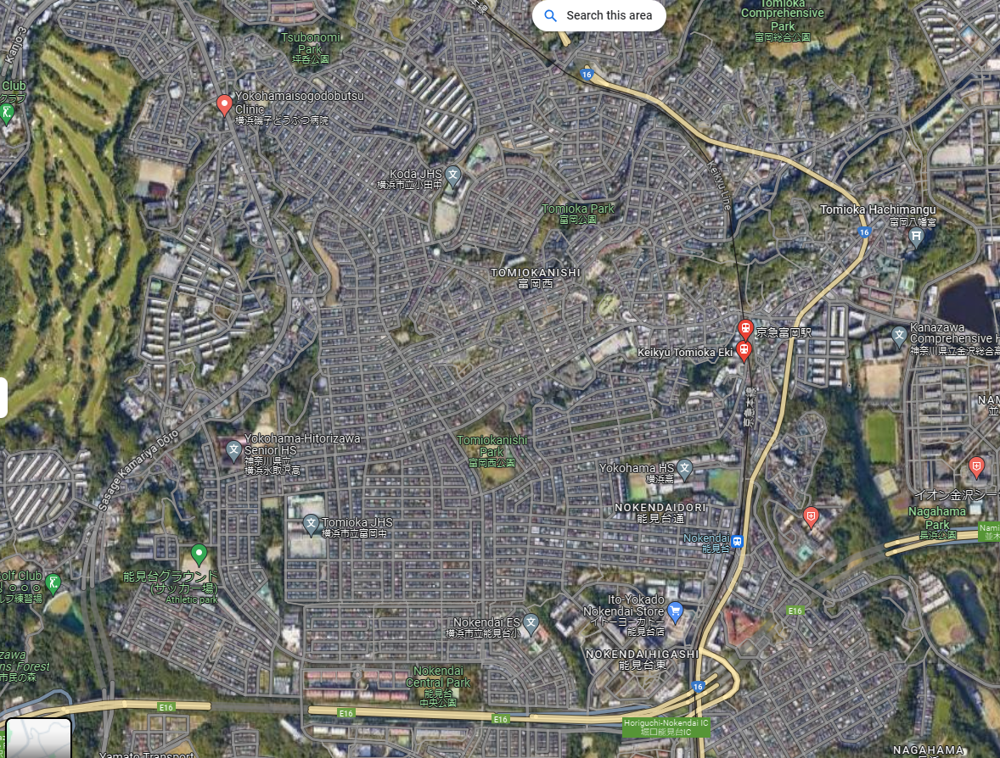 Search this area
Tomioka
Comprehensive
Park
富岡総合公園
Kanjo-3
Tsubonomi
Park
坪呑公園
Club
クラブ
16
Yokohamaisogodobutsu
Clinic
横浜磯子どうぶつ病院
Koda JHS
横浜市立小田中
Keikyu Line
Tomioka Park
富岡公園
Tomioka Hachimangu
富岡八幡宮
16
TOMIOKANISHI
富岡西
京急富岡駅
Keikyu Tomioka Eki
Kanazawa
Comprehensive H
神奈川県立金沢総合高
京急本線
NAM
並
Yokohama-Hitorizawa
Senior HS
神奈川県立
横浜氷取沢高
Sasage Kamariya Dōro
Tomiokanishi
Park
富岡西公園
Yokohama HS
横浜高
イオン金沢シー
NOKENDAIDORI
能見台通
Nagahama
Park
長浜公園
Nami
並木
Tomioka JHS
横浜市立富岡中
Nokendai
能見台
能見台グラウンド
(サッカー場)
Athletic park
olf Club
ルフ練習場
Ito-Yokado
Nokendai Store
イトーヨーカドー
能見台店
E16
Nokendai ES
横浜市立能見台小
NOKENDAIHIGASHI
能見台東
zawa
ns' Forest
市民の森
Nokendai
Central Park
能見台
中央公園
16
E16
E16
E16
Horiguchi-Nokendai IC
堀口能見台IC
Yamato Transport
NAGAHAMA